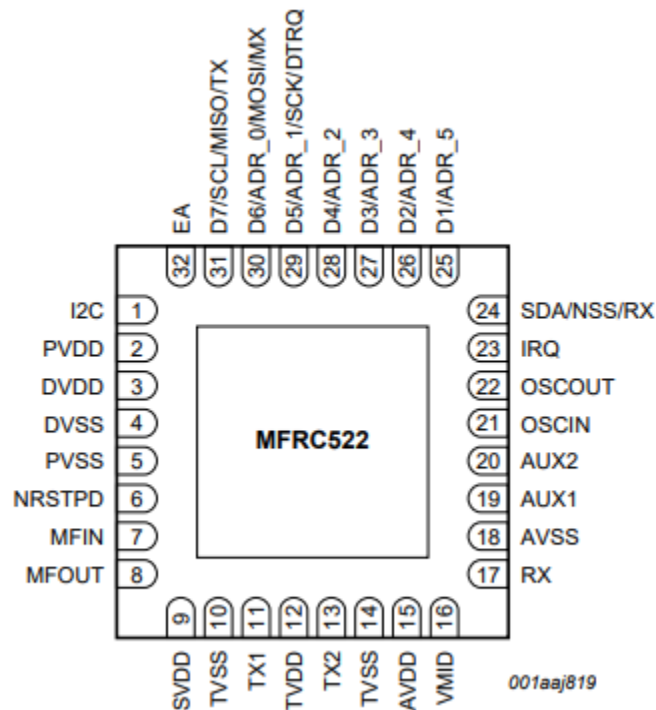 EA
D7/SCL/MISO/TX
D6/ADR_0/MOSI/MX
D5/ADR_1/SCK/DTRQ
D4/ADR_2
D3/ADR_3
D2/ADR_4
D1/ADR_5
32
31
30
29
28
27
26
25
I2C 1
PVDD 2
DVDD 3
DVSS 4
PVSS 5
NRSTPD 6
MFIN 7
MFOUT 8
MFRC522
24 SDA/NSS/RX
23 IRQ
22 OSCOUT
21 OSCIN
20 AUX2
19 AUX1
18 AVSS
17 RX
9
10
11
12
13
14
15
16
SVDD
TVSS
TX1
TVDD
TX2
TVSS
AVDD
VMID
001aaj819